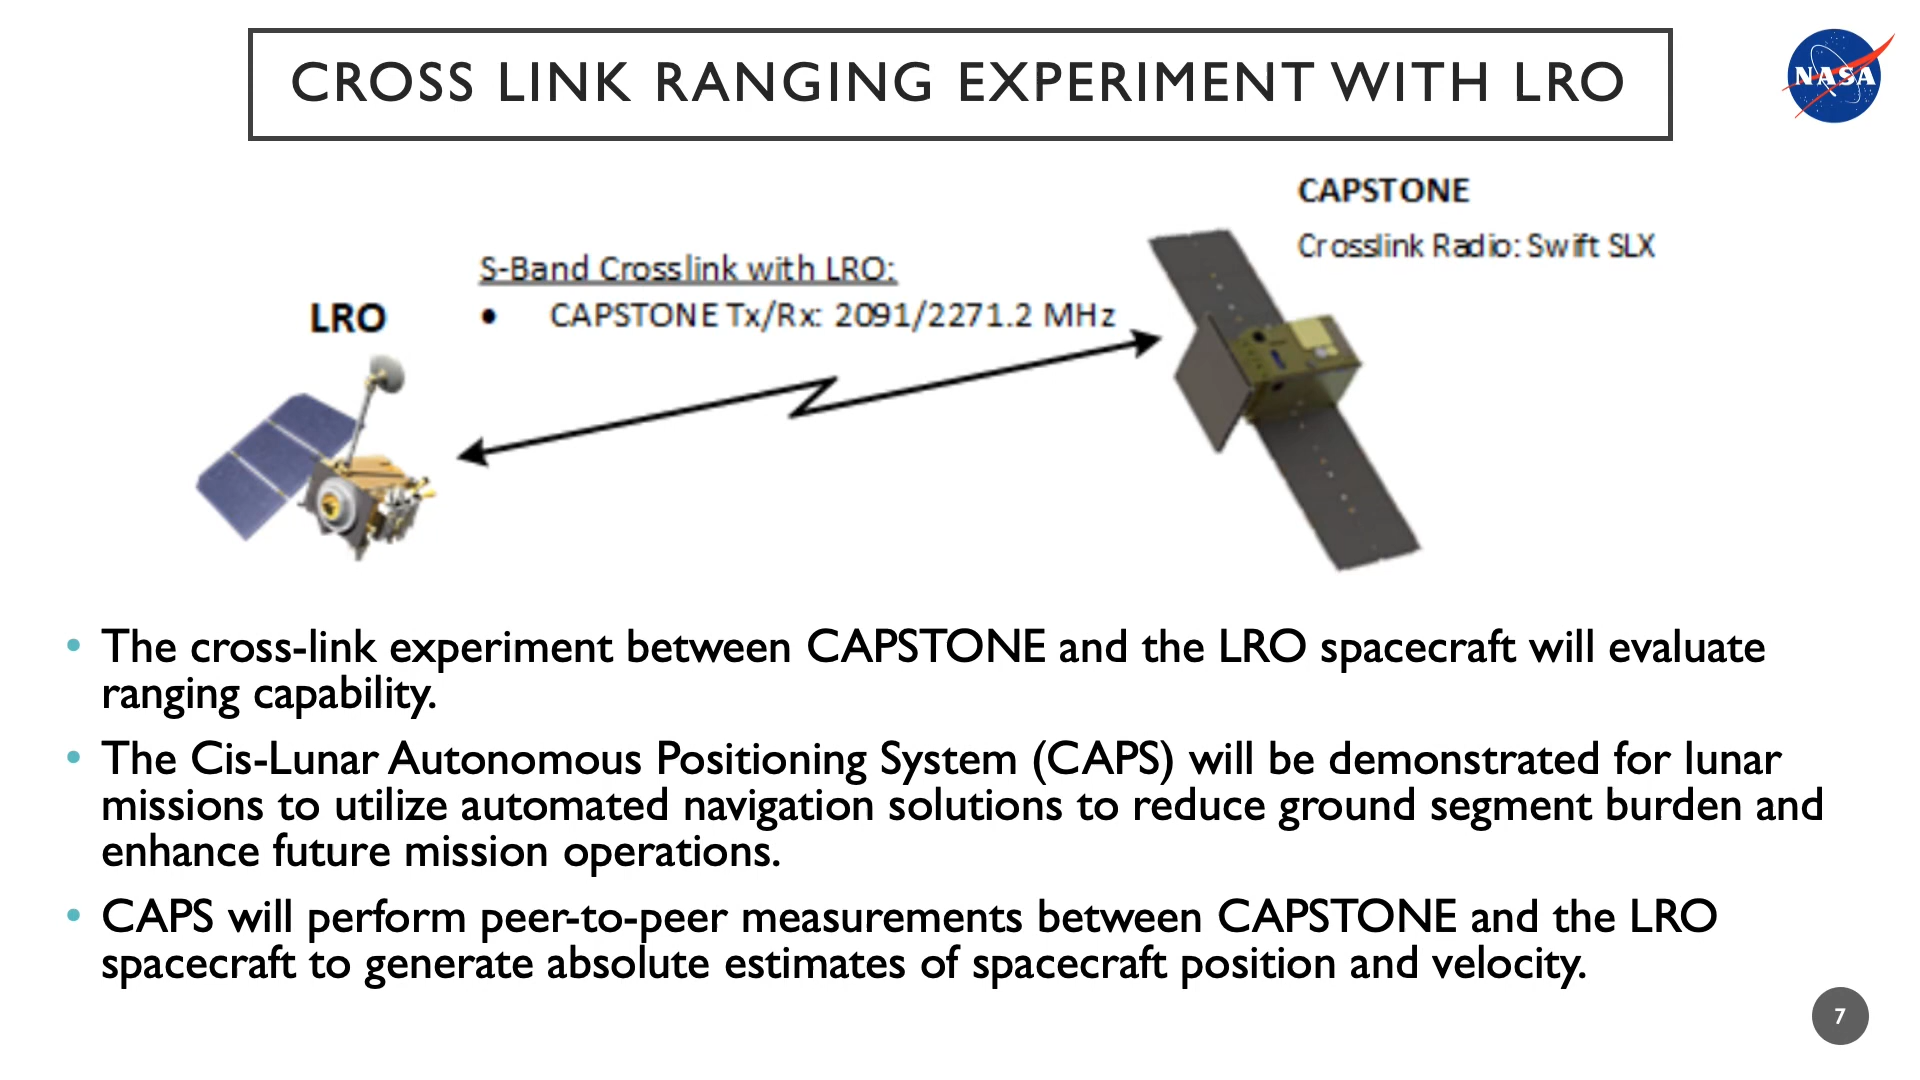 CROSS LINK RANGING EXPERIMENT WITH LRO
NASA
CAPSTONE
Crosslink Radio: Swift SLX
S-Band Crosslink with LRO:
• CAPSTONE Tx/Rx: 2091/2271.2 MHz
LRO
• The cross-link experiment between CAPSTONE and the LRO spacecraft will evaluate
ranging capability.
• The Cis-Lunar Autonomous Positioning System (CAPS) will be demonstrated for lunar
missions to utilize automated navigation solutions to reduce ground segment burden and
enhance future mission operations.
• CAPS will perform peer-to-peer measurements between CAPSTONE and the LRO
spacecraft to generate absolute estimates of spacecraft position and velocity.
7